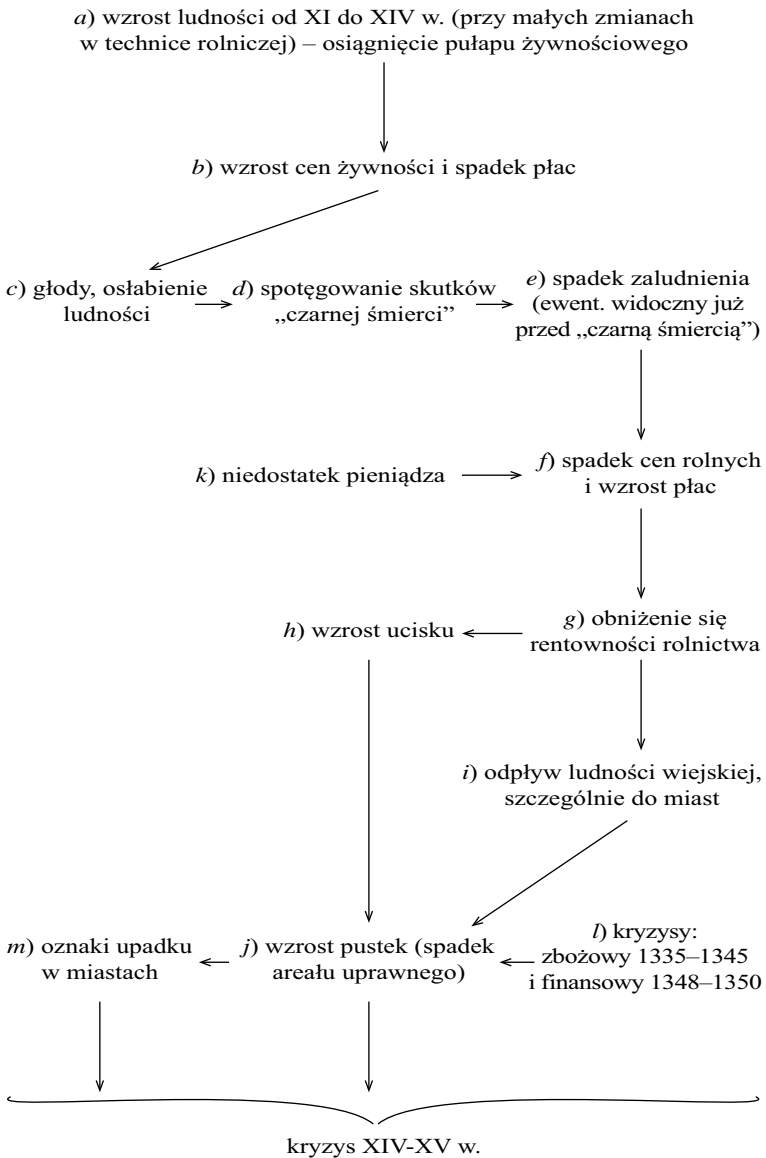 a) wzrost ludności od XI do XIV w. (przy małych zmianach
w technice rolniczej) – osiągnięcie pułapu żywnościowego
b) wzrost cen żywności i spadek płac
c) głody, osłabienie
ludności
d) spotęgowanie skutków
„czarnej śmierci”
e) spadek zaludnienia
(ewent. widoczny już
przed „czarną śmiercią”)
k) niedostatek pieniądza
f) spadek cen rolnych
i wzrost płac
h) wzrost ucisku
g) obniżenie się
rentowności rolnictwa
i) odpływ ludności wiejskiej,
szczególnie do miast
m) oznaki upadku
w miastach
j) wzrost pustek (spadek
areału uprawnego)
l) kryzysy:
zbożowy 1335–1345
i finansowy 1348–1350
kryzys XIV-XV w.